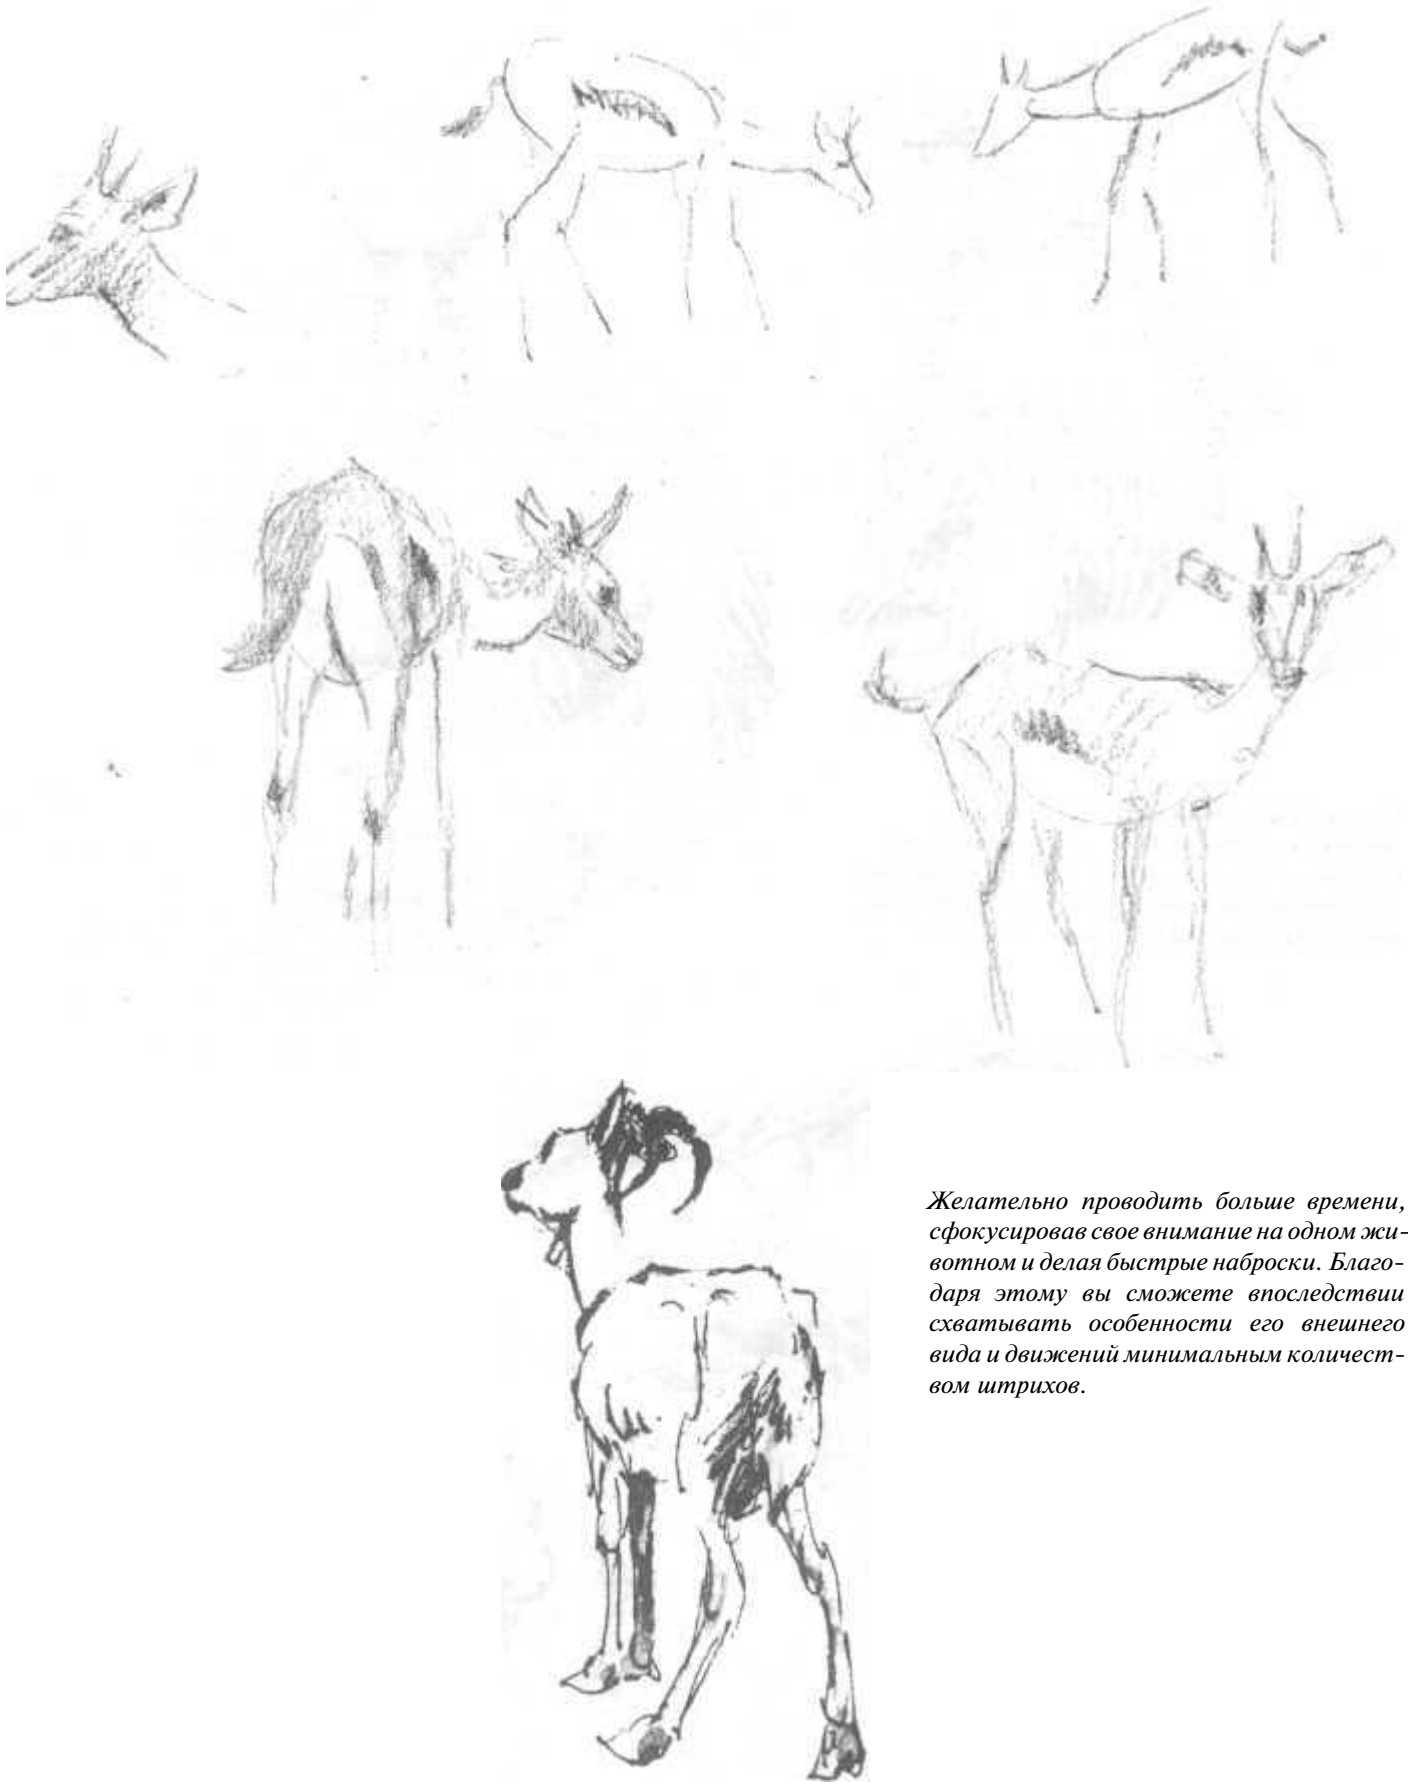 Желательно проводить больше времени,
сфокусировав свое внимание на одном жи-
вотном и делая быстрые наброски. Благо-
даря этому вы сможете впоследствии
схватывать особенности его внешнего
вида и движений минимальным количест-
вом штрихов.